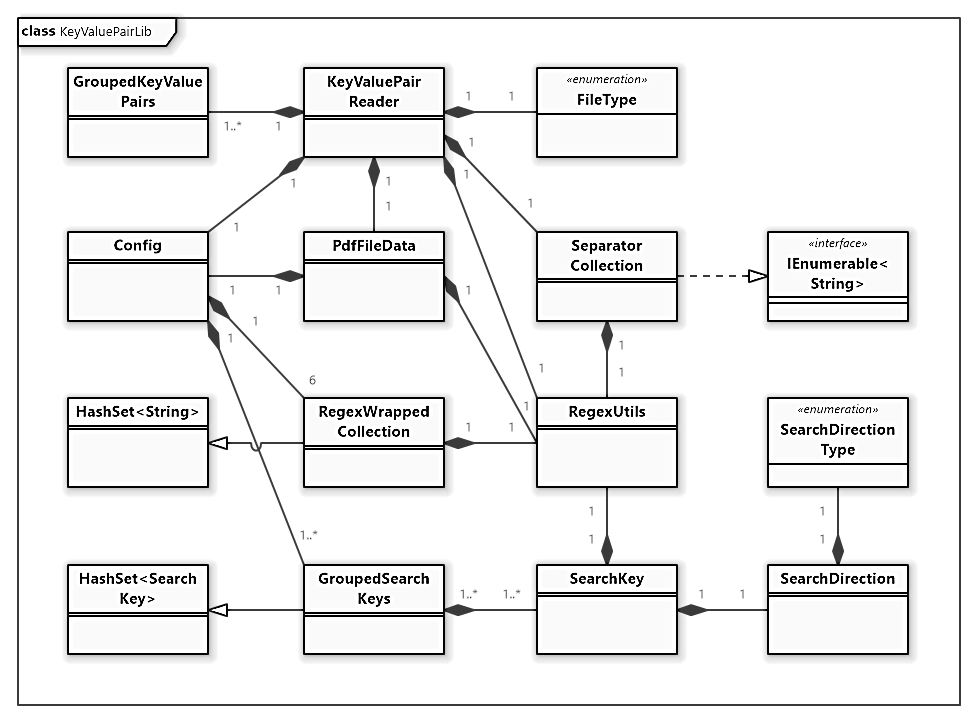 class KeyValuePairLib
GroupedKeyValue
Pairs
KeyValuePair
Reader
«enumeration»
FileType
1..*
1
1
1
1
1
1
1
1
1
1
1
Config
PdfFileData
Separator
Collection
«interface»
IEnumerable<
String>
1
1
1
1
1
1
1
1
6
1
1
HashSet<String>
RegexWrapped
Collection
RegexUtils
«enumeration»
SearchDirection
Type
1
1
1
1
1
1
1..*
HashSet<Search
Key>
GroupedSearch
Keys
SearchKey
SearchDirection
1..*
1..*
1
1